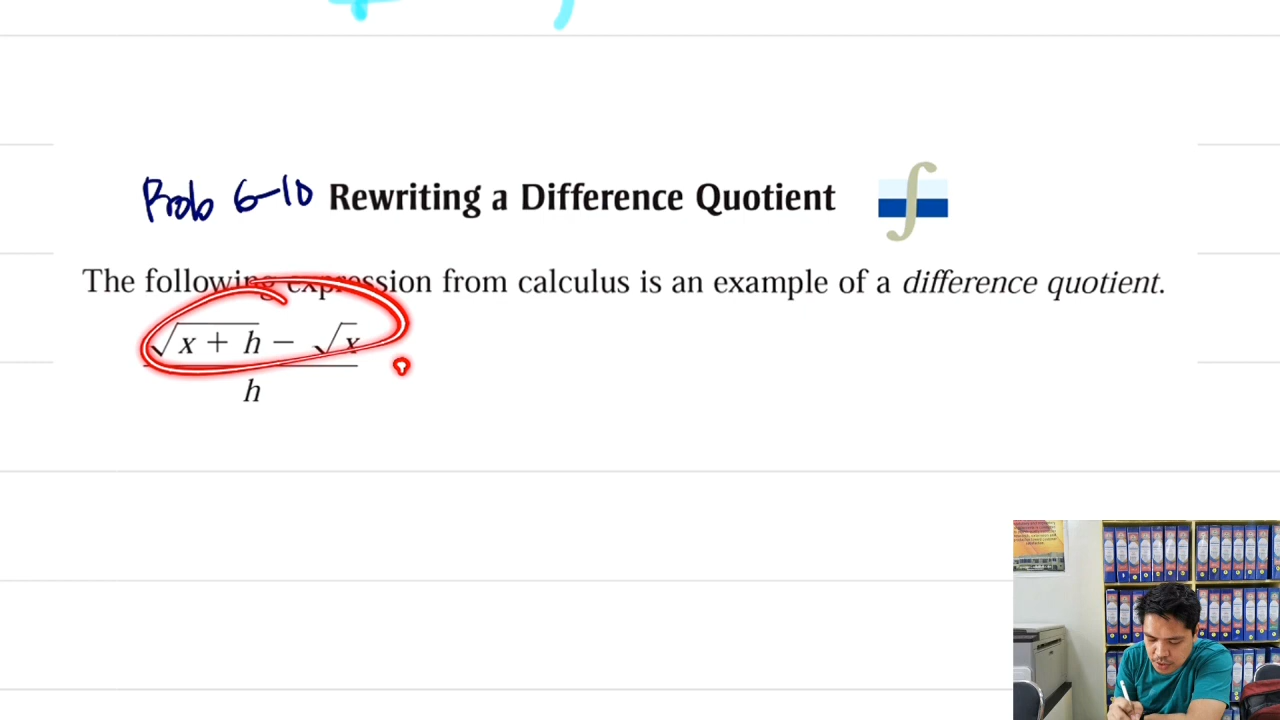 Prob 6-10 Rewriting a Difference Quotient
The following expression from calculus is an example of a difference quotient.
√x + h − √x
h